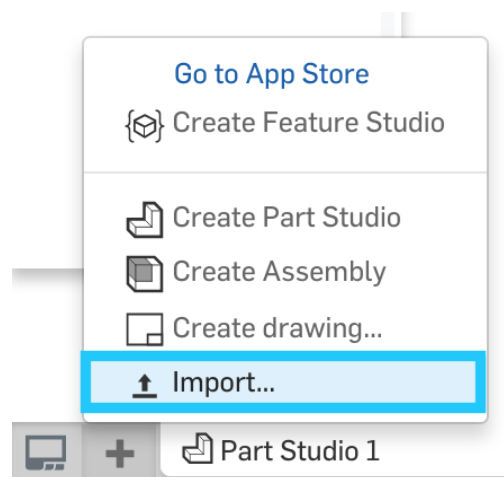 Go to App Store
Create Feature Studio
Create Part Studio
Create Assembly
Create drawing...
Import...
Part Studio 1